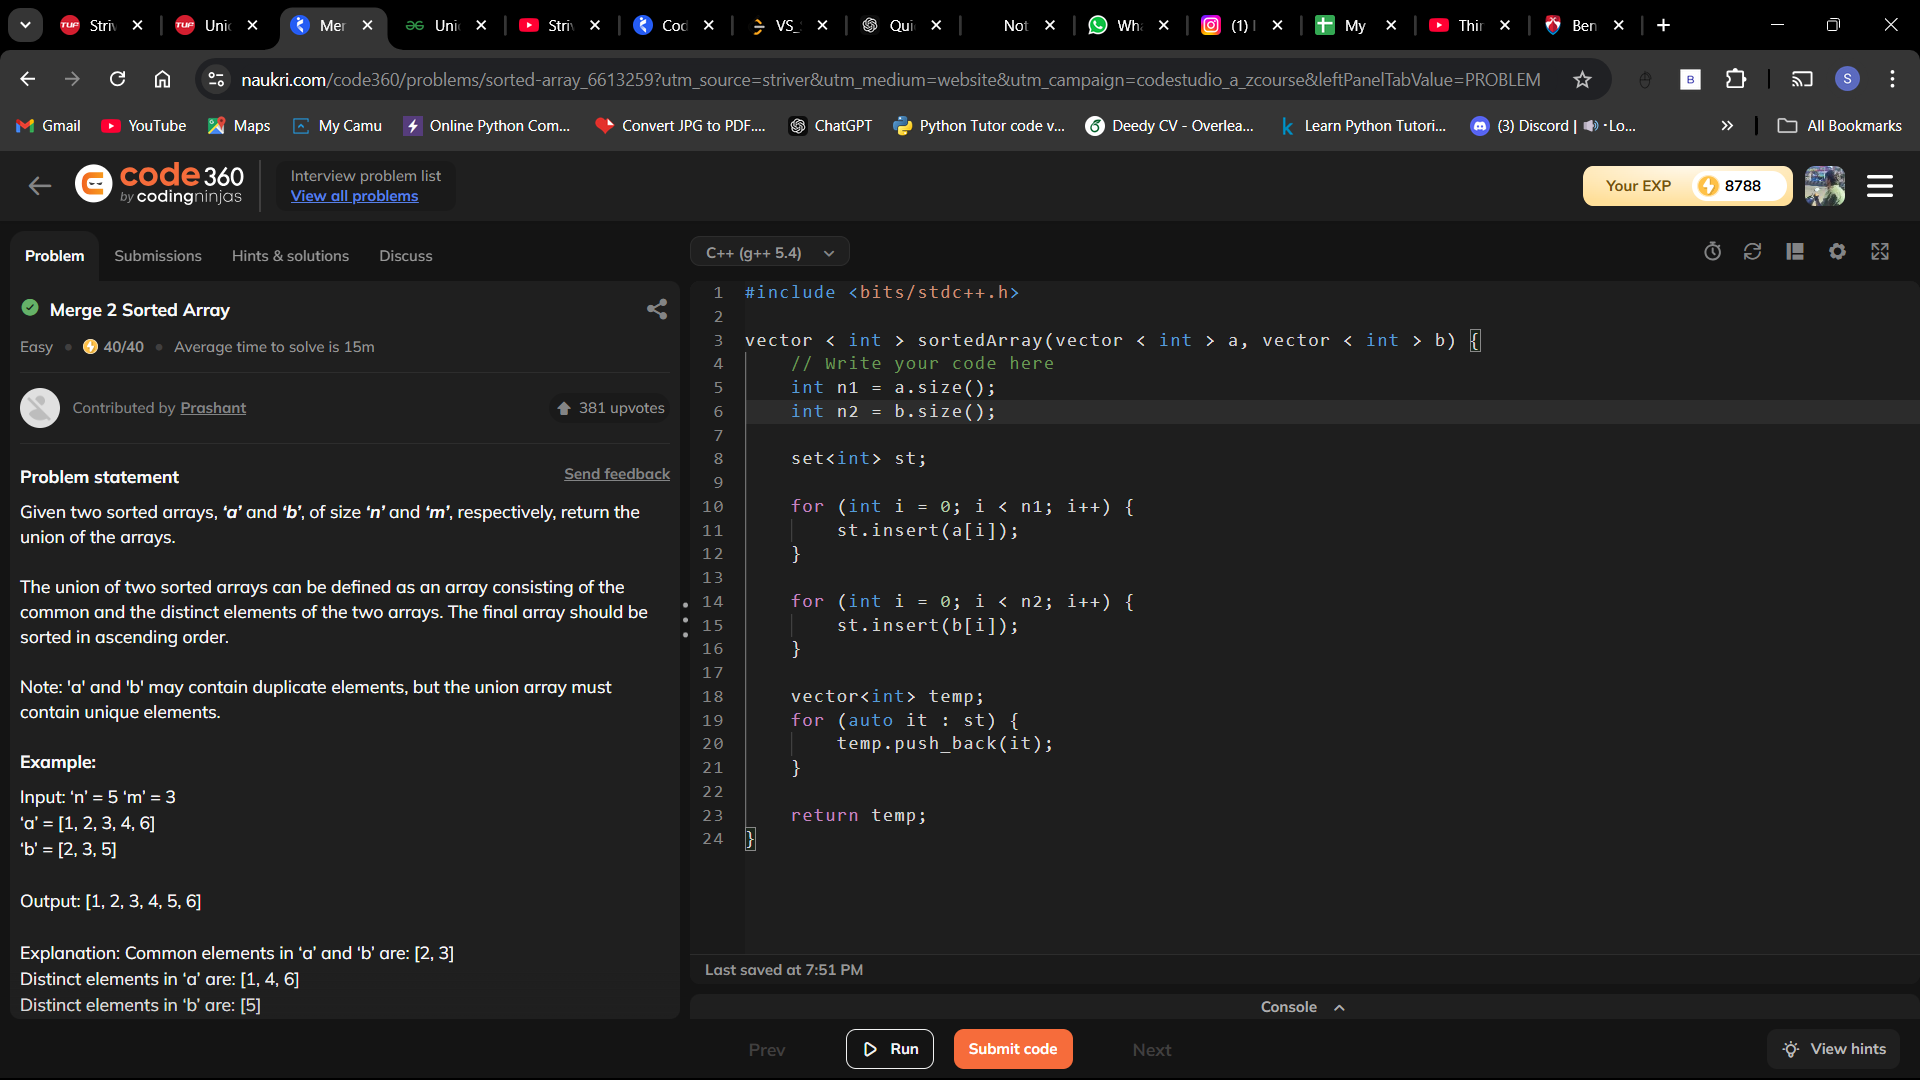 Striv
Unic
Mer
Unic
Striv
Cod
VS_
Qui
Not
Wha
(1) I
My
Thir
Ben
naukri.com/code360/problems/sorted-array_6613259?utm_source=striver&utm_medium=website&utm_campaign=codestudio_a_zcourse&leftPanelTabValue=PROBLEM
B
S
Gmail
YouTube
Maps
My Camu
Online Python Com...
Convert JPG to PDF....
ChatGPT
Python Tutor code v...
Deedy CV - Overlea...
Learn Python Tutori...
(3) Discord | 🔊・Lo...
All Bookmarks
code 360
by codingninjas
Interview problem list
View all problems
Your EXP
8788
Problem
Submissions
Hints & solutions
Discuss
Merge 2 Sorted Array
Easy • 40/40 • Average time to solve is 15m
Contributed by Prashant
381 upvotes
Problem statement
Send feedback
Given two sorted arrays, ‘a’ and ‘b’, of size ‘n’ and ‘m’, respectively, return the
union of the arrays.
The union of two sorted arrays can be defined as an array consisting of the
common and the distinct elements of the two arrays. The final array should be
sorted in ascending order.
Note: 'a' and 'b' may contain duplicate elements, but the union array must
contain unique elements.
Example:
Input: ‘n’ = 5 ‘m’ = 3
‘a’ = [1, 2, 3, 4, 6]
‘b’ = [2, 3, 5]
Output: [1, 2, 3, 4, 5, 6]
Explanation: Common elements in ‘a’ and ‘b’ are: [2, 3]
Distinct elements in ‘a’ are: [1, 4, 6]
Distinct elements in ‘b’ are: [5]
C++ (g++ 5.4)
1 #include <bits/stdc++.h>
2
3 vector < int > sortedArray(vector < int > a, vector < int > b) {
4 // Write your code here
5 int n1 = a.size();
6 int n2 = b.size();
7
8 set<int> st;
9
10 for (int i = 0; i < n1; i++) {
11 st.insert(a[i]);
12 }
13
14 for (int i = 0; i < n2; i++) {
15 st.insert(b[i]);
16 }
17
18 vector<int> temp;
19 for (auto it : st) {
20 temp.push_back(it);
21 }
22
23 return temp;
24 }
Last saved at 7:51 PM
Console
Prev
Run
Submit code
Next
View hints